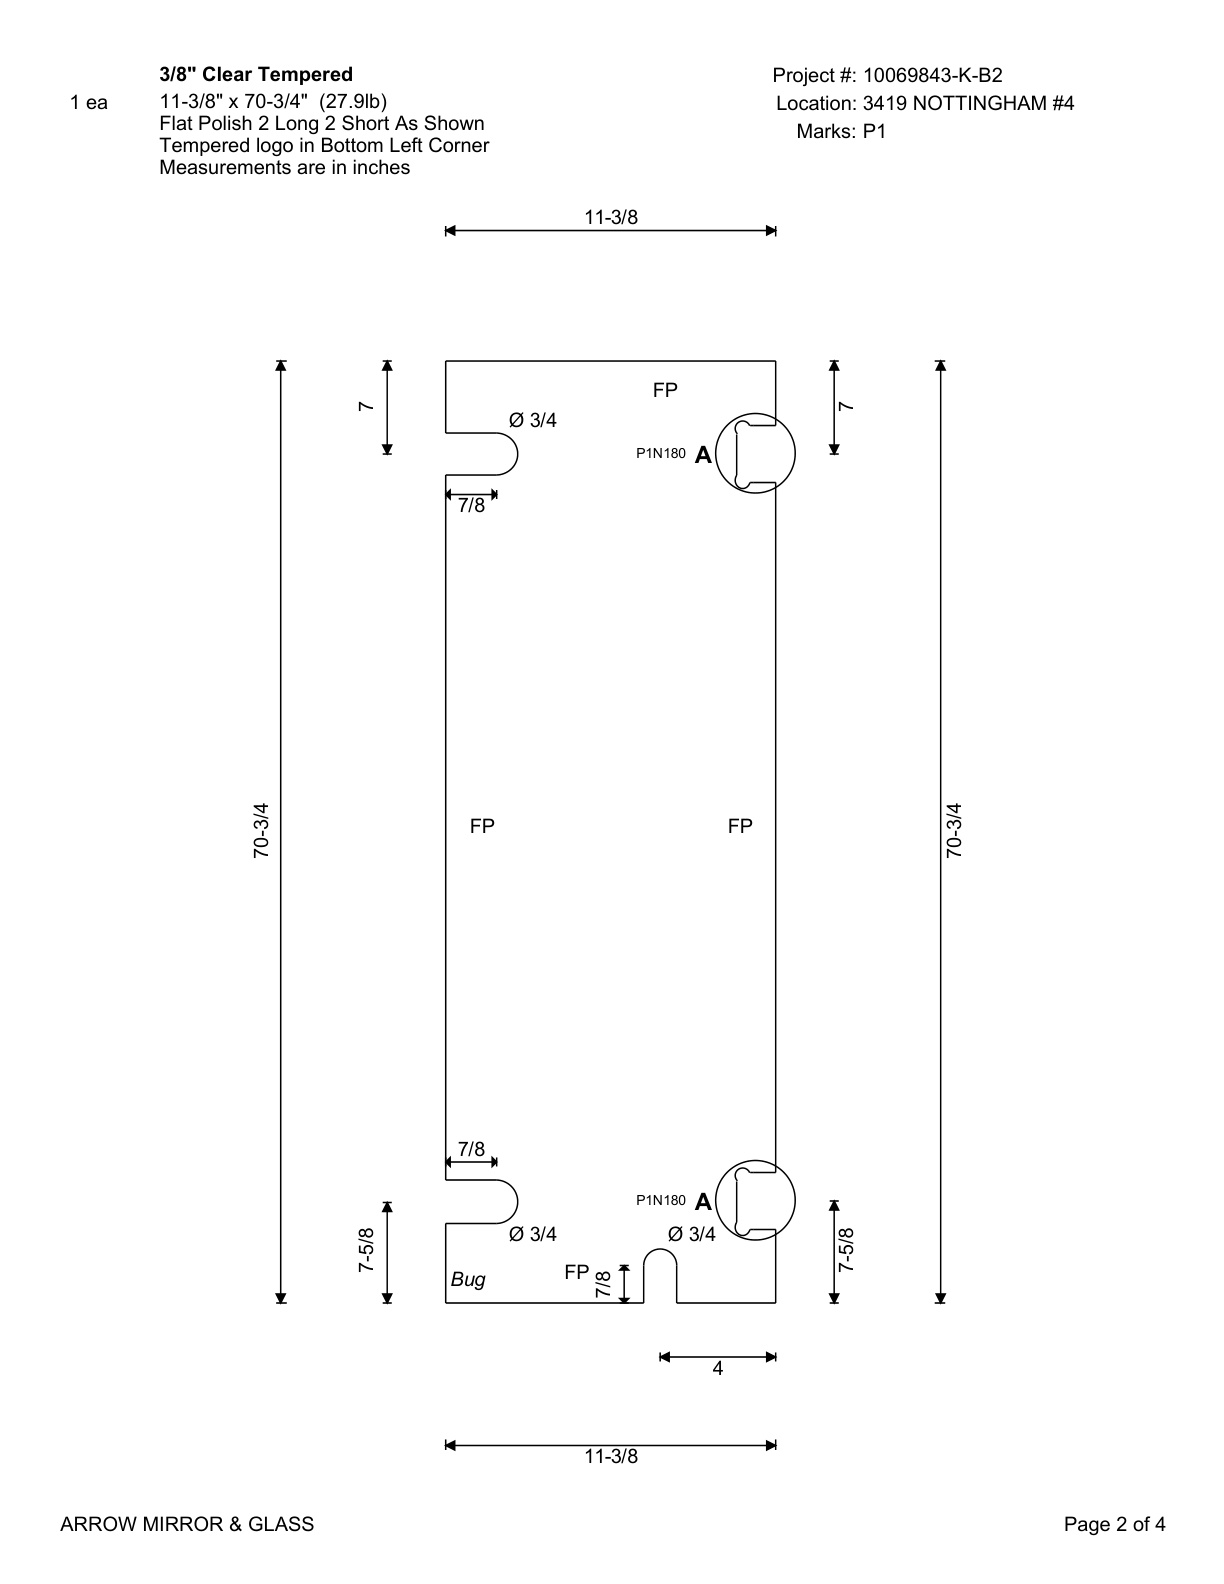 3/8" Clear Tempered
Project #: 10069843-K-B2
1 ea
11-3/8" x 70-3/4" (27.9lb)
Location: 3419 NOTTINGHAM #4
Flat Polish 2 Long 2 Short As Shown
Marks: P1
Tempered logo in Bottom Left Corner
Measurements are in inches
11-3/8
FP
7
7
Ø 3/4
P1N180 A
7/8
70-3/4
FP
FP
70-3/4
7/8
P1N180 A
Ø 3/4
Ø 3/4
7-5/8
7-5/8
FP
7/8
Bug
4
11-3/8
ARROW MIRROR & GLASS
Page 2 of 4